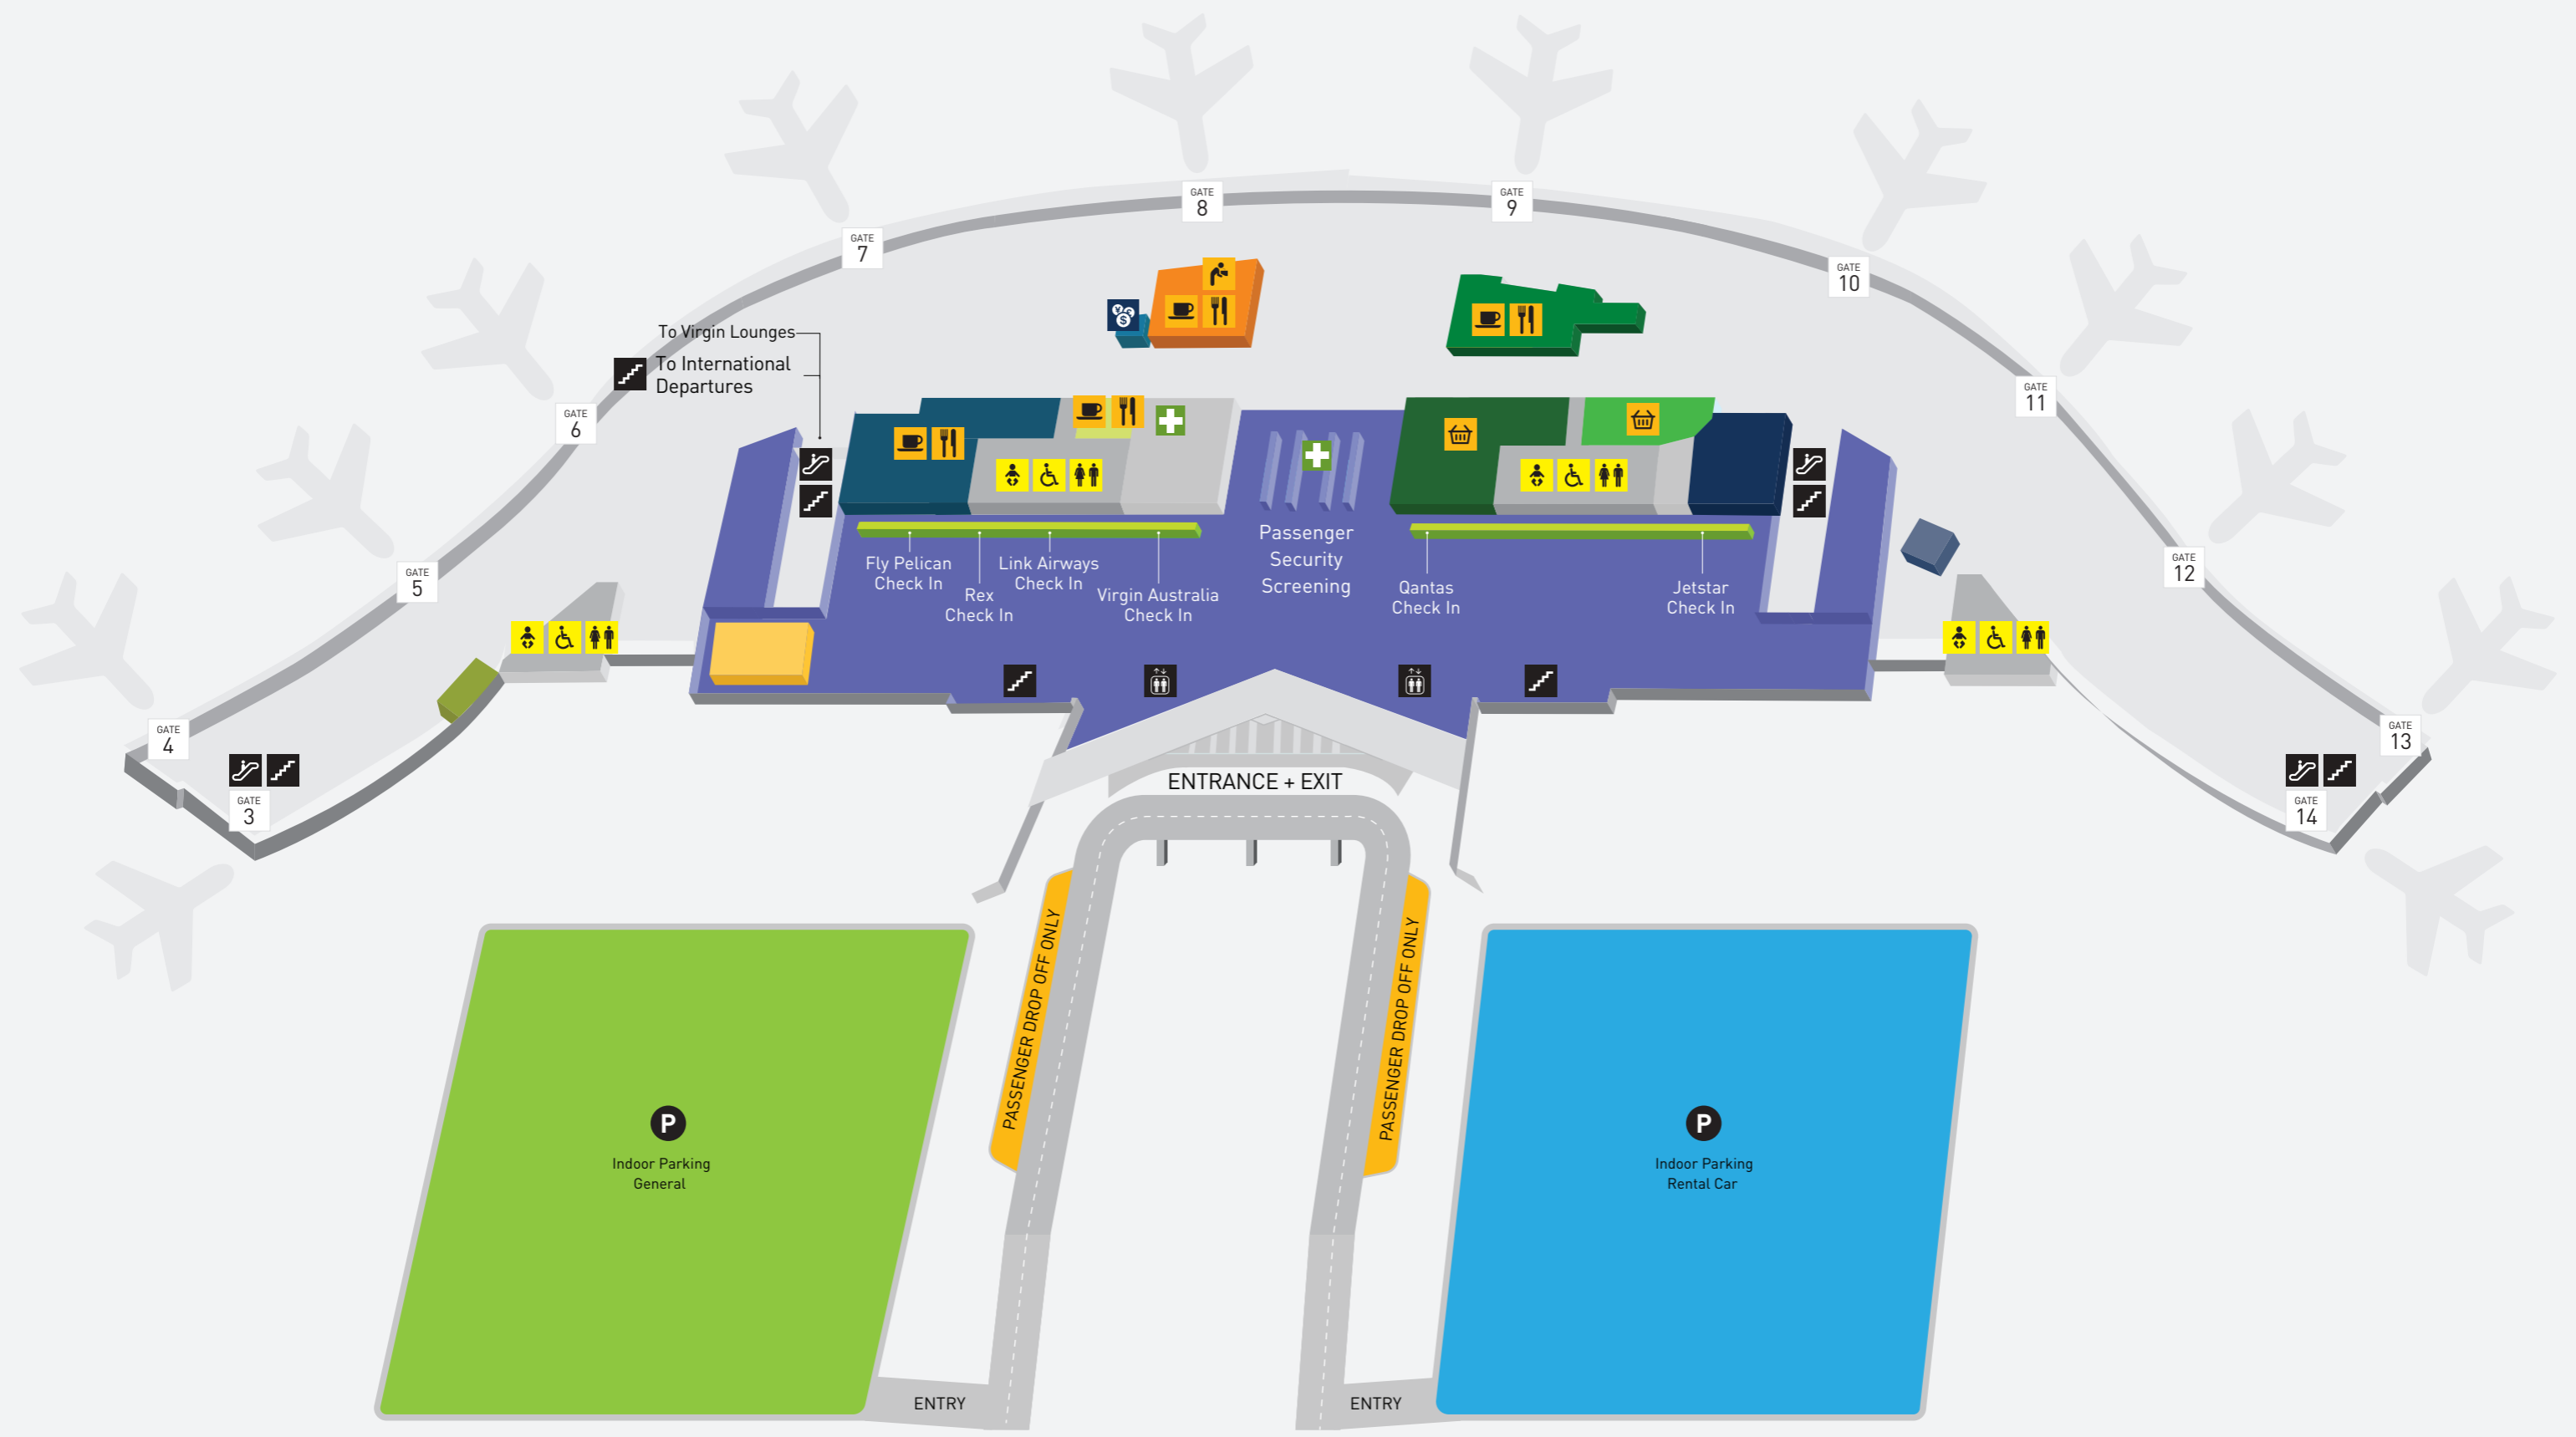 GATE
8
GATE
9
GATE
7
GATE
10
To Virgin Lounges
To International
Departures
GATE
6
GATE
11
GATE
5
GATE
12
Fly Pelican
Check In
Rex
Check In
Link Airways
Check In
Virgin Australia
Check In
Passenger
Security
Screening
Qantas
Check In
Jetstar
Check In
GATE
4
GATE
13
GATE
3
GATE
14
ENTRANCE + EXIT
PASSENGER DROP OFF ONLY
PASSENGER DROP OFF ONLY
P
Indoor Parking
General
P
Indoor Parking
Rental Car
ENTRY
ENTRY